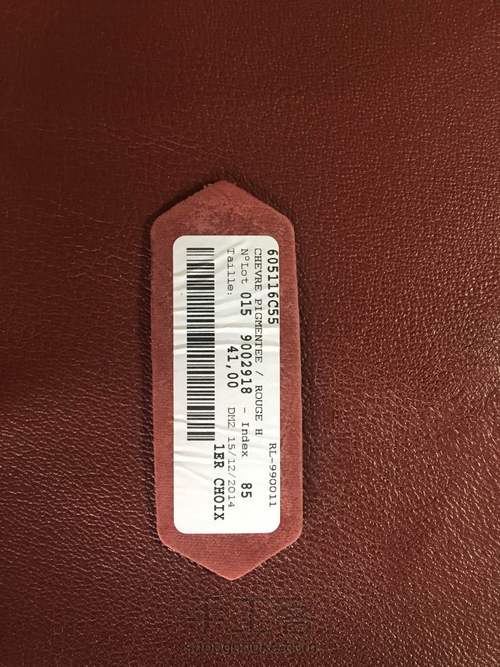 605116C55 RL-990011
CHEVRE PIGMENTEE / ROUGE H
N°Lot 015 9002918 - Index 85
Taille: 41,00 DM2 15/12/2014
1ER CHOIX